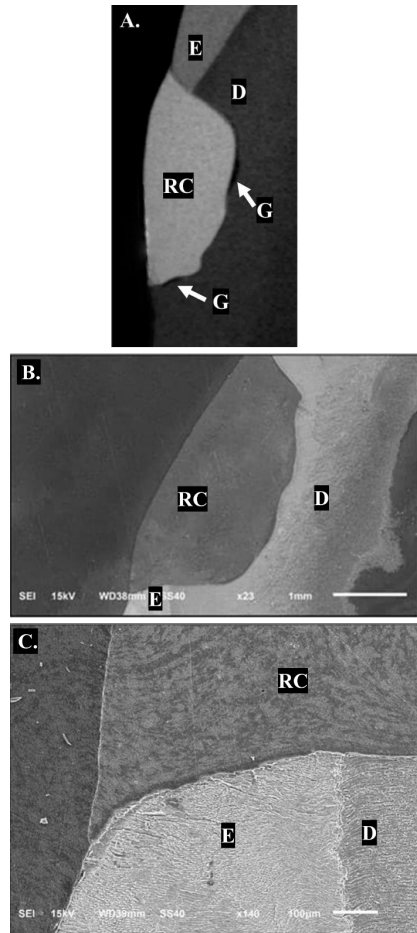 A.
E
D
RC
G
G
B.
RC
D
E
SEI 15kV WD38mm SS40 x23 1mm
C.
RC
E
D
SEI 15kV WD39mm SS40 x140 100µm